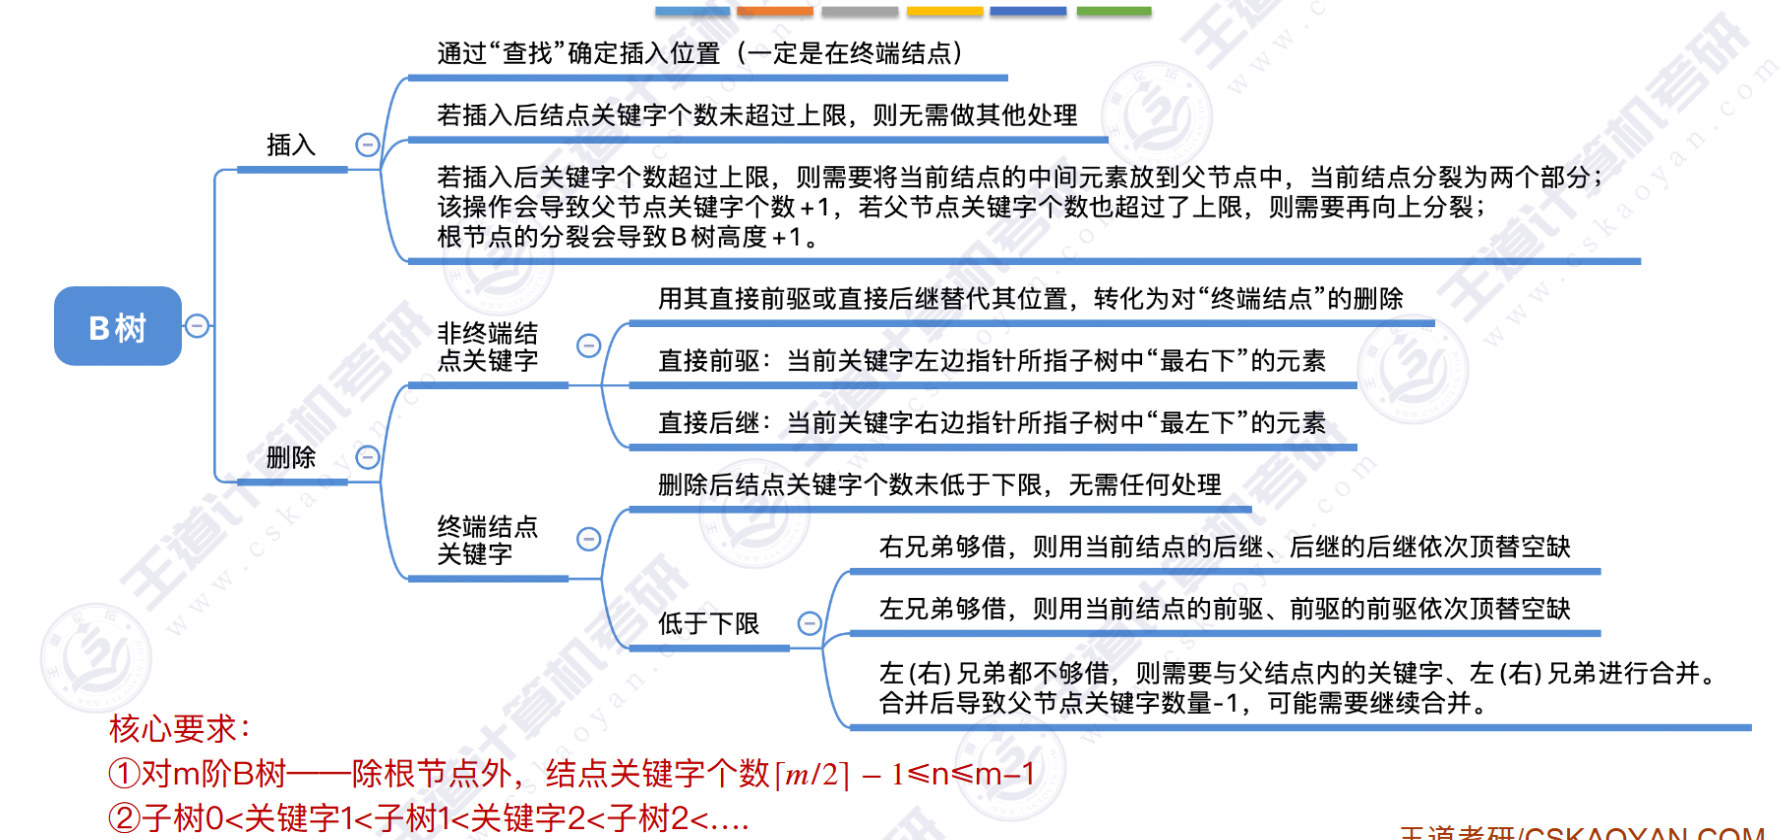 通过“查找”确定插入位置（一定是在终端结点）
若插入后结点关键字个数未超过上限，则无需做其他处理
插入
若插入后关键字个数超过上限，则需要将当前结点的中间元素放到父节点中，当前结点分裂为两个部分；
该操作会导致父节点关键字个数+1，若父节点关键字个数也超过了上限，则需要再向上分裂；
根节点的分裂会导致B树高度+1。
B树
用其直接前驱或直接后继替代其位置，转化为对“终端结点”的删除
非终端结
点关键字
直接前驱：当前关键字左边指针所指子树中“最右下”的元素
直接后继：当前关键字右边指针所指子树中“最左下”的元素
删除
删除后结点关键字个数未低于下限，无需任何处理
终端结点
关键字
右兄弟够借，则用当前结点的后继、后继的后继依次顶替空缺
左兄弟够借，则用当前结点的前驱、前驱的前驱依次顶替空缺
低于下限
左(右)兄弟都不够借，则需要与父结点内的关键字、左(右)兄弟进行合并。
合并后导致父节点关键字数量-1，可能需要继续合并。
核心要求：
①对m阶B树——除根节点外，结点关键字个数⌈m/2⌉ − 1≤n≤m−1
②子树0<关键字1<子树1<关键字2<子树2<....
王道考研/CSKAOYAN.COM
王道计算机考研
www.cskaoyan.com